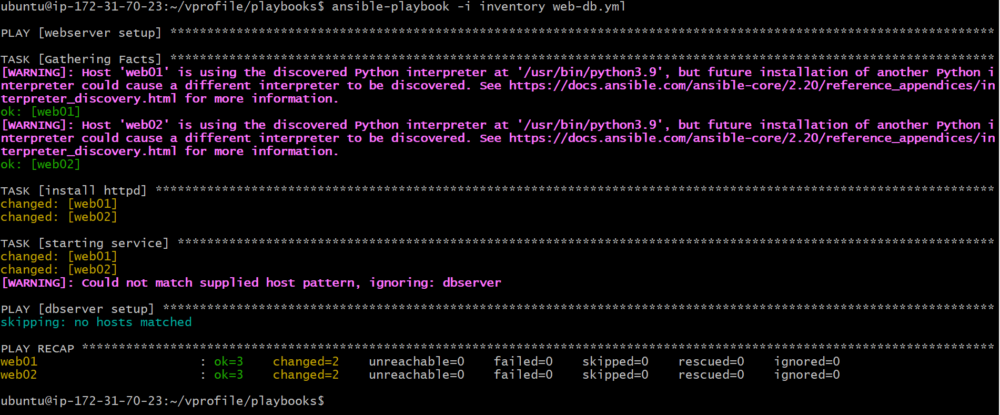 ubuntu@ip-172-31-70-23:~/vprofile/playbooks$ ansible-playbook -i inventory web-db.yml
PLAY [webserver setup] ****************************************************************************************************************
TASK [Gathering Facts] ****************************************************************************************************************
[WARNING]: Host 'web01' is using the discovered Python interpreter at '/usr/bin/python3.9', but future installation of another Python i
nterpreter could cause a different interpreter to be discovered. See https://docs.ansible.com/ansible-core/2.20/reference_appendices/in
terpreter_discovery.html for more information.
ok: [web01]
[WARNING]: Host 'web02' is using the discovered Python interpreter at '/usr/bin/python3.9', but future installation of another Python i
nterpreter could cause a different interpreter to be discovered. See https://docs.ansible.com/ansible-core/2.20/reference_appendices/in
terpreter_discovery.html for more information.
ok: [web02]
TASK [install httpd] ******************************************************************************************************************
changed: [web01]
changed: [web02]
TASK [starting service] ***************************************************************************************************************
changed: [web01]
changed: [web02]
[WARNING]: Could not match supplied host pattern, ignoring: dbserver
PLAY [dbserver setup] *****************************************************************************************************************
skipping: no hosts matched
PLAY RECAP ****************************************************************************************************************************
web01                      : ok=3    changed=2    unreachable=0    failed=0    skipped=0    rescued=0    ignored=0
web02                      : ok=3    changed=2    unreachable=0    failed=0    skipped=0    rescued=0    ignored=0
ubuntu@ip-172-31-70-23:~/vprofile/playbooks$